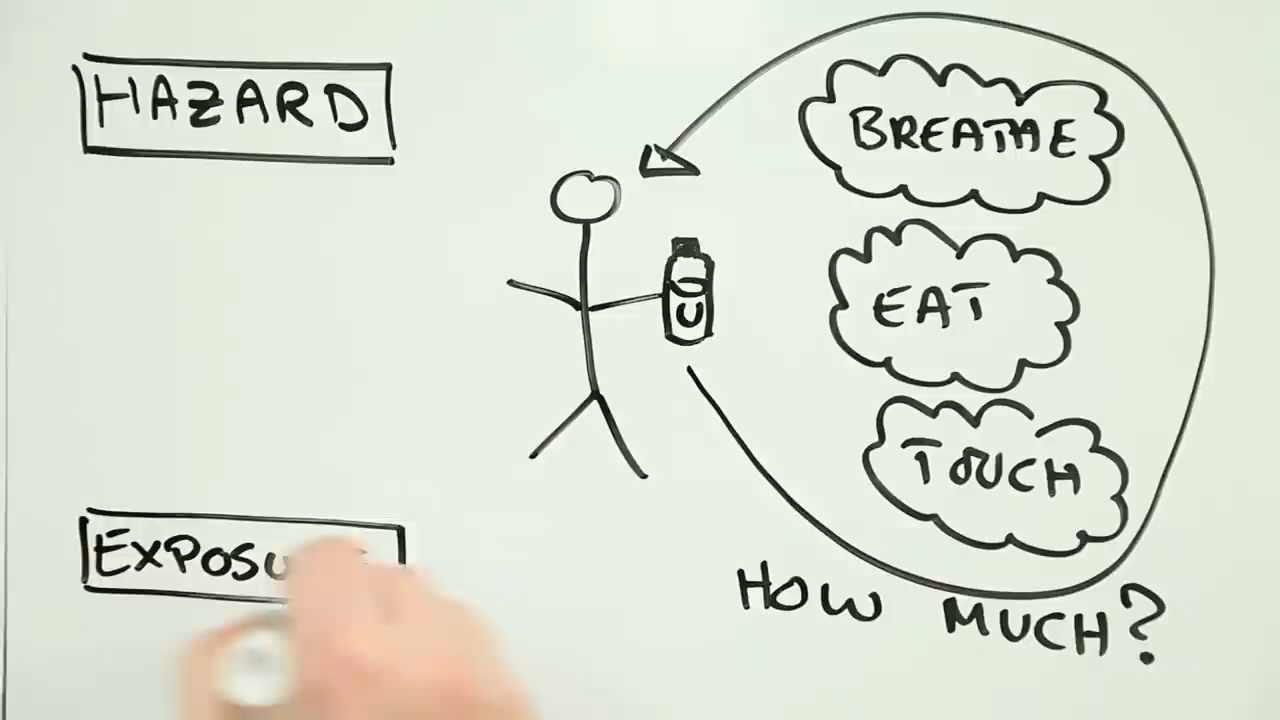 HAZARD
BREATHE
EAT
U
TOUCH
HOW MUCH?